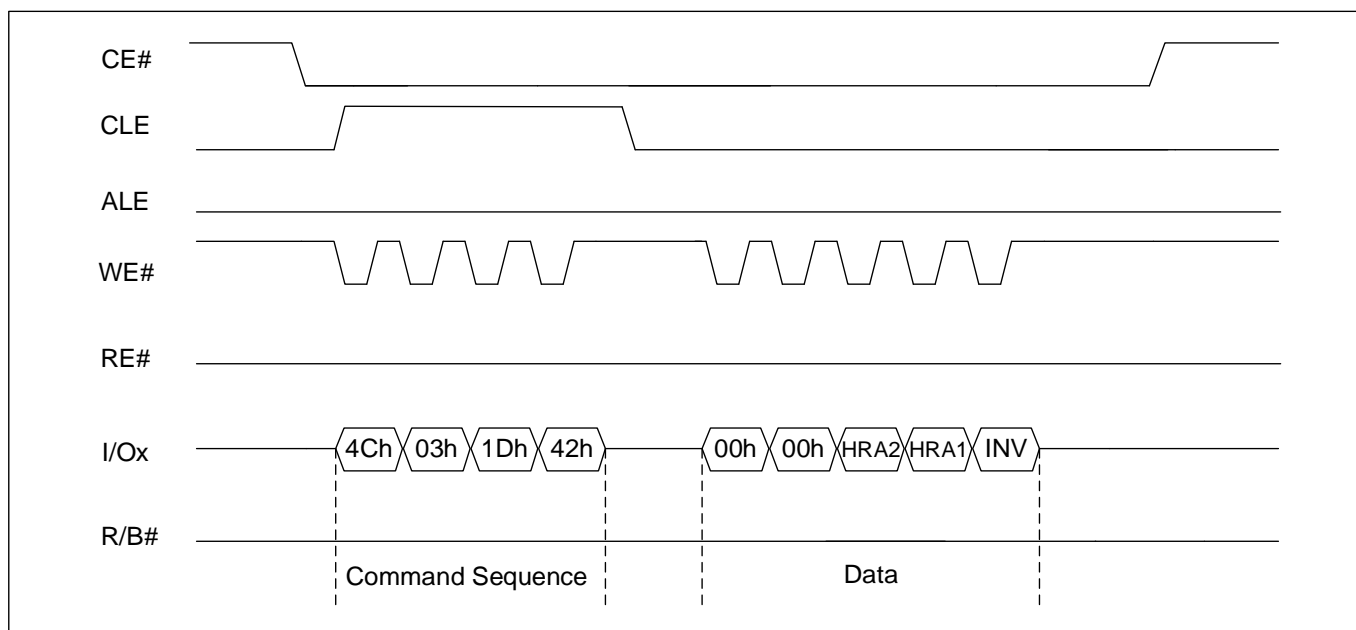 CE#
CLE
ALE
WE#
RE#
I/Ox 4Ch 03h 1Dh 42h 00h 00h HRA2 HRA1 INV
R/B#
Command Sequence Data